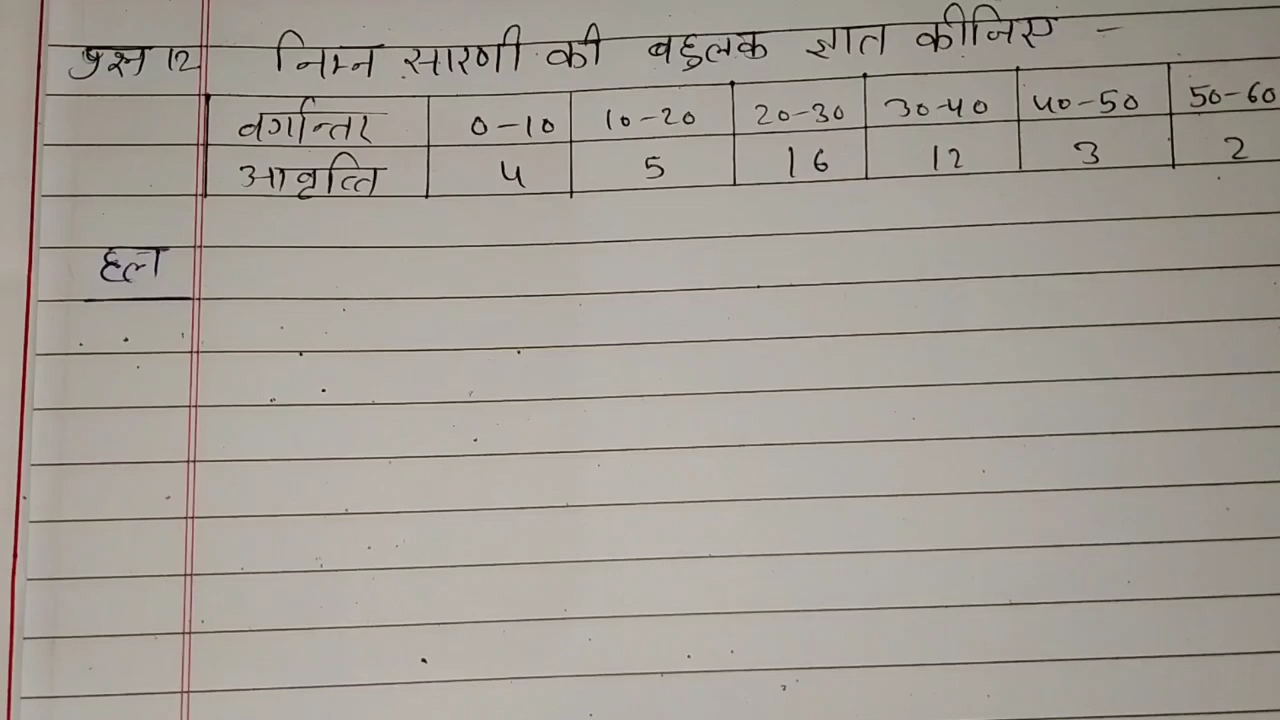 प्रश्न 12 निम्न सारणी की बहुलक ज्ञात कीजिए -
वर्गान्तर 0-10 10-20 20-30 30-40 40-50 50-60
आवृत्ति 4 5 16 12 3 2
हल